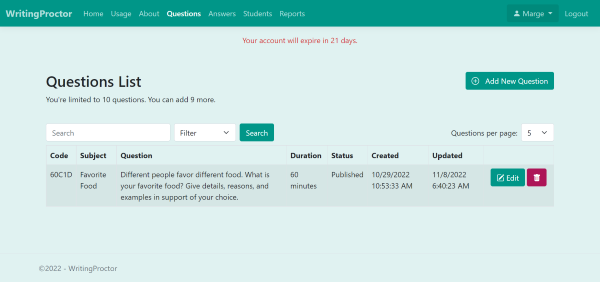 WritingProctor Home Usage About Questions Answers Students Reports Marge Logout
Your account will expire in 21 days.
Questions List
Add New Question
You're limited to 10 questions. You can add 9 more.
Search Filter Search Questions per page: 5
Code Subject Question Duration Status Created Updated
60C1D Favorite Different people favor different food. What is 60 Published 10/29/2022 11/8/2022
Food your favorite food? Give details, reasons, and minutes 10:53:33 AM 6:40:23 AM Edit
examples in support of your choice.
©2022 - WritingProctor